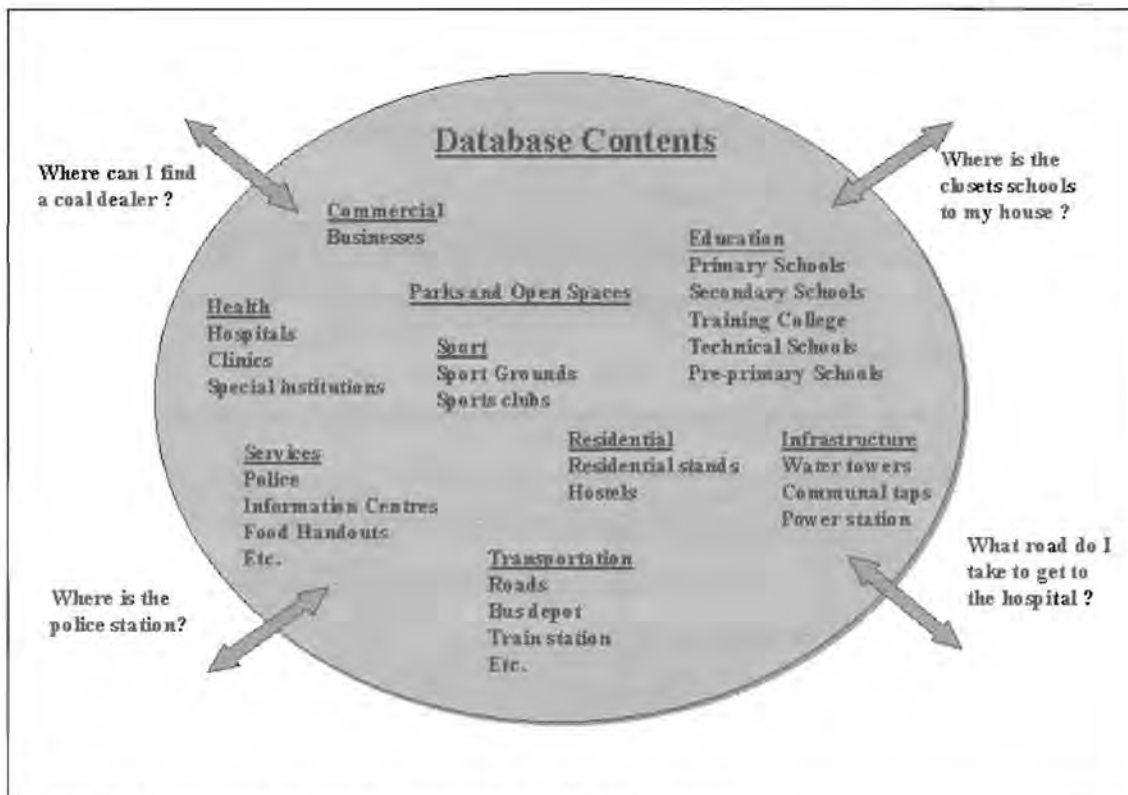 Database Contents
Where can I find
a coal dealer ?
Where is the
closets schools
to my house ?
Commercial
Businesses
Education
Primary Schools
Secondary Schools
Training College
Technical Schools
Pre-primary Schools
Parks and Open Spaces
Health
Hospitals
Clinics
Special institutions
Sport
Sport Grounds
Sports clubs
Services
Police
Information Centres
Food Handouts
Etc.
Residential
Residential stands
Hostels
Infrastructure
Water towers
Communal taps
Power station
Transportation
Roads
Bus depot
Train station
Etc.
Where is the
police station?
What road do I
take to get to
the hospital ?